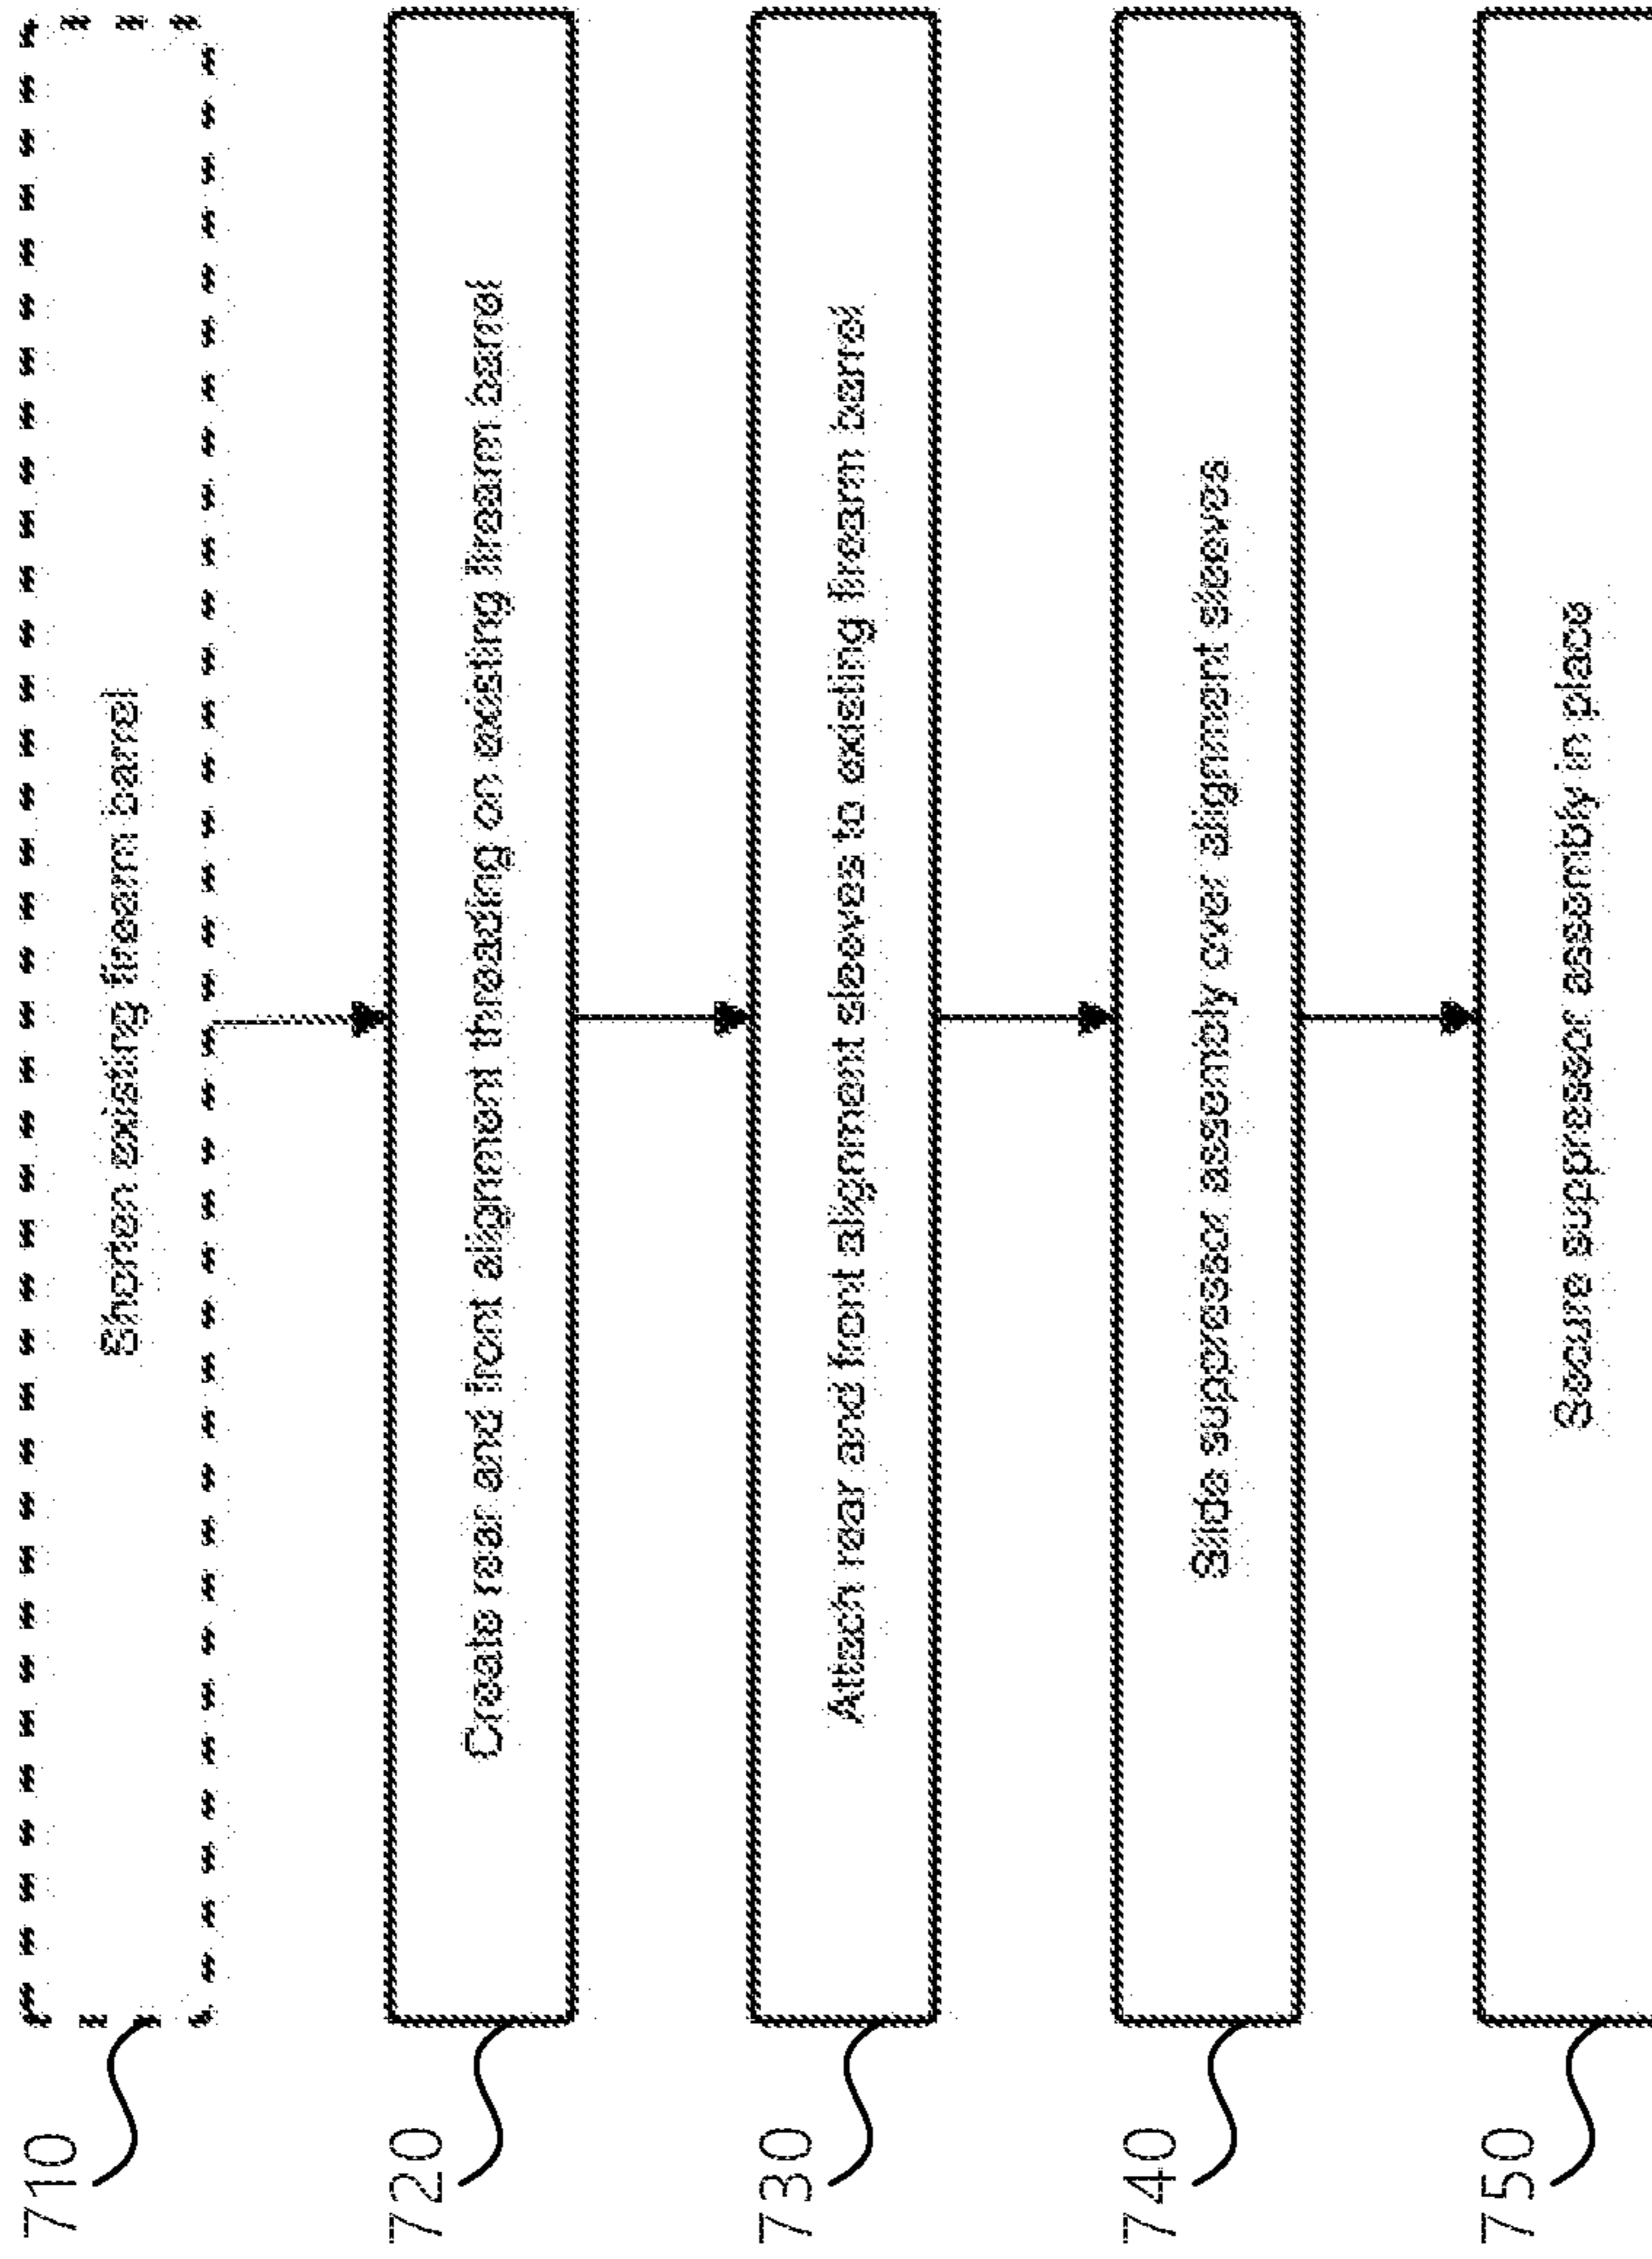 710
Shorten existing firearm barrel
720
Create rear and front alignment threading on existing firearm barrel
730
Attach rear and front alignment sleeves to existing firearm barrel
740
Slide suppressor assembly over alignment sleeves
750
Secure suppressor assembly in place